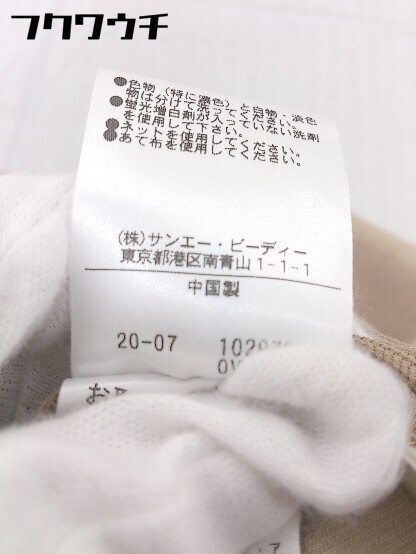 フクワウチ
●色物(特に濃色)と白物・淡色
物は分けて洗ってください。
●蛍光増白剤が入っていない洗剤
を使用して下さい。
●ネットを使用してください。
●あて布を使用してください。
(株)サンエー・ビーディー
東京都港区南青山1-1-1
中国製
20-07 10297